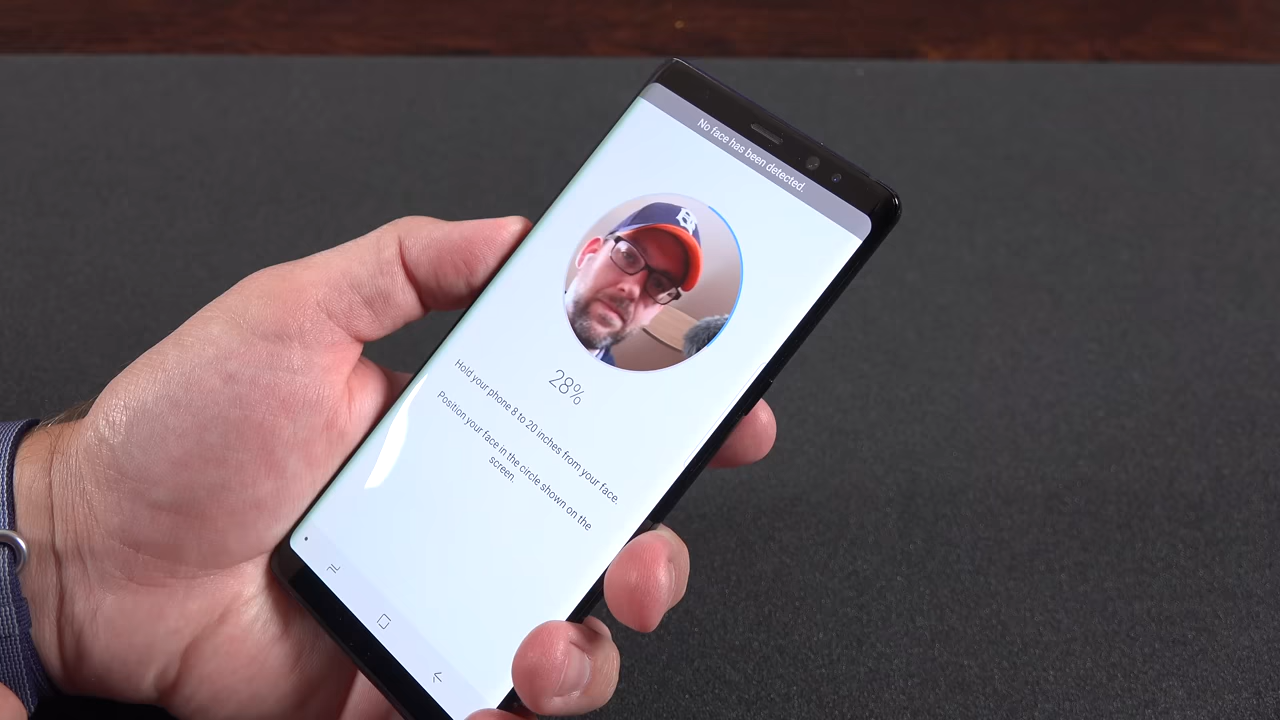 No face has been detected.
28%
Hold your phone 8 to 20 inches from your face.
Position your face in the circle shown on the
screen.